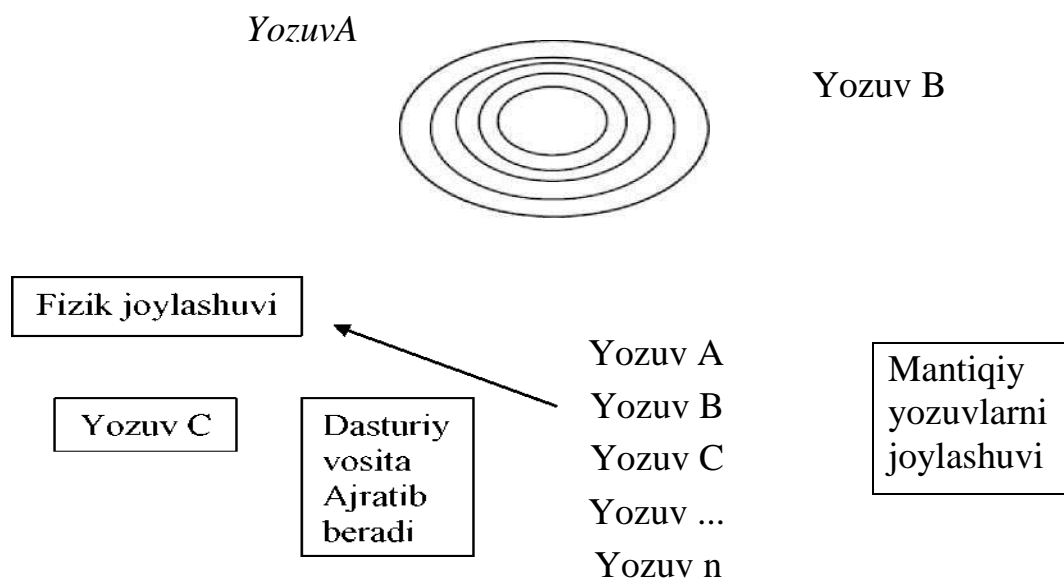 YozuvA
Yozuv B
Fizik joylashuvi
Yozuv C
Dasturiy
vosita
Ajratib
beradi
Yozuv A
Yozuv B
Yozuv C
Yozuv ...
Yozuv n
Mantiqiy
yozuvlarni
joylashuvi